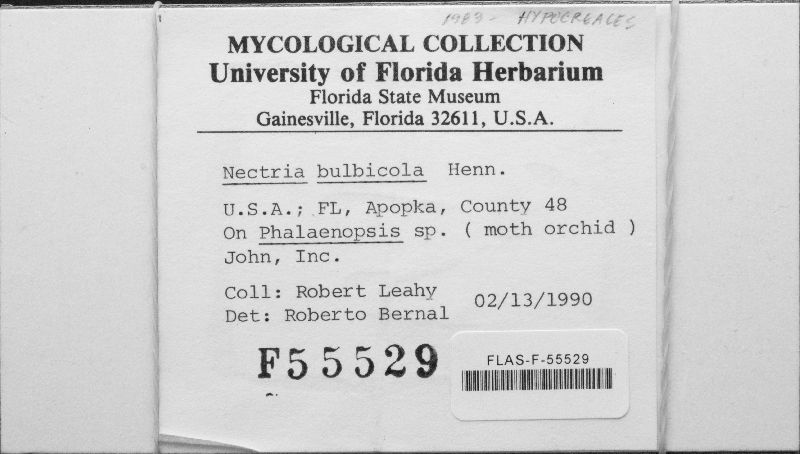 1983 - HYPOCREALES
MYCOLOGICAL COLLECTION
University of Florida Herbarium
Florida State Museum
Gainesville, Florida 32611, U.S.A.
Nectria bulbicola Henn.
U.S.A.; FL, Apopka, County 48
On Phalaenopsis sp. ( moth orchid )
John, Inc.
Coll: Robert Leahy 02/13/1990
Det: Roberto Bernal
F55529
FLAS-F-55529